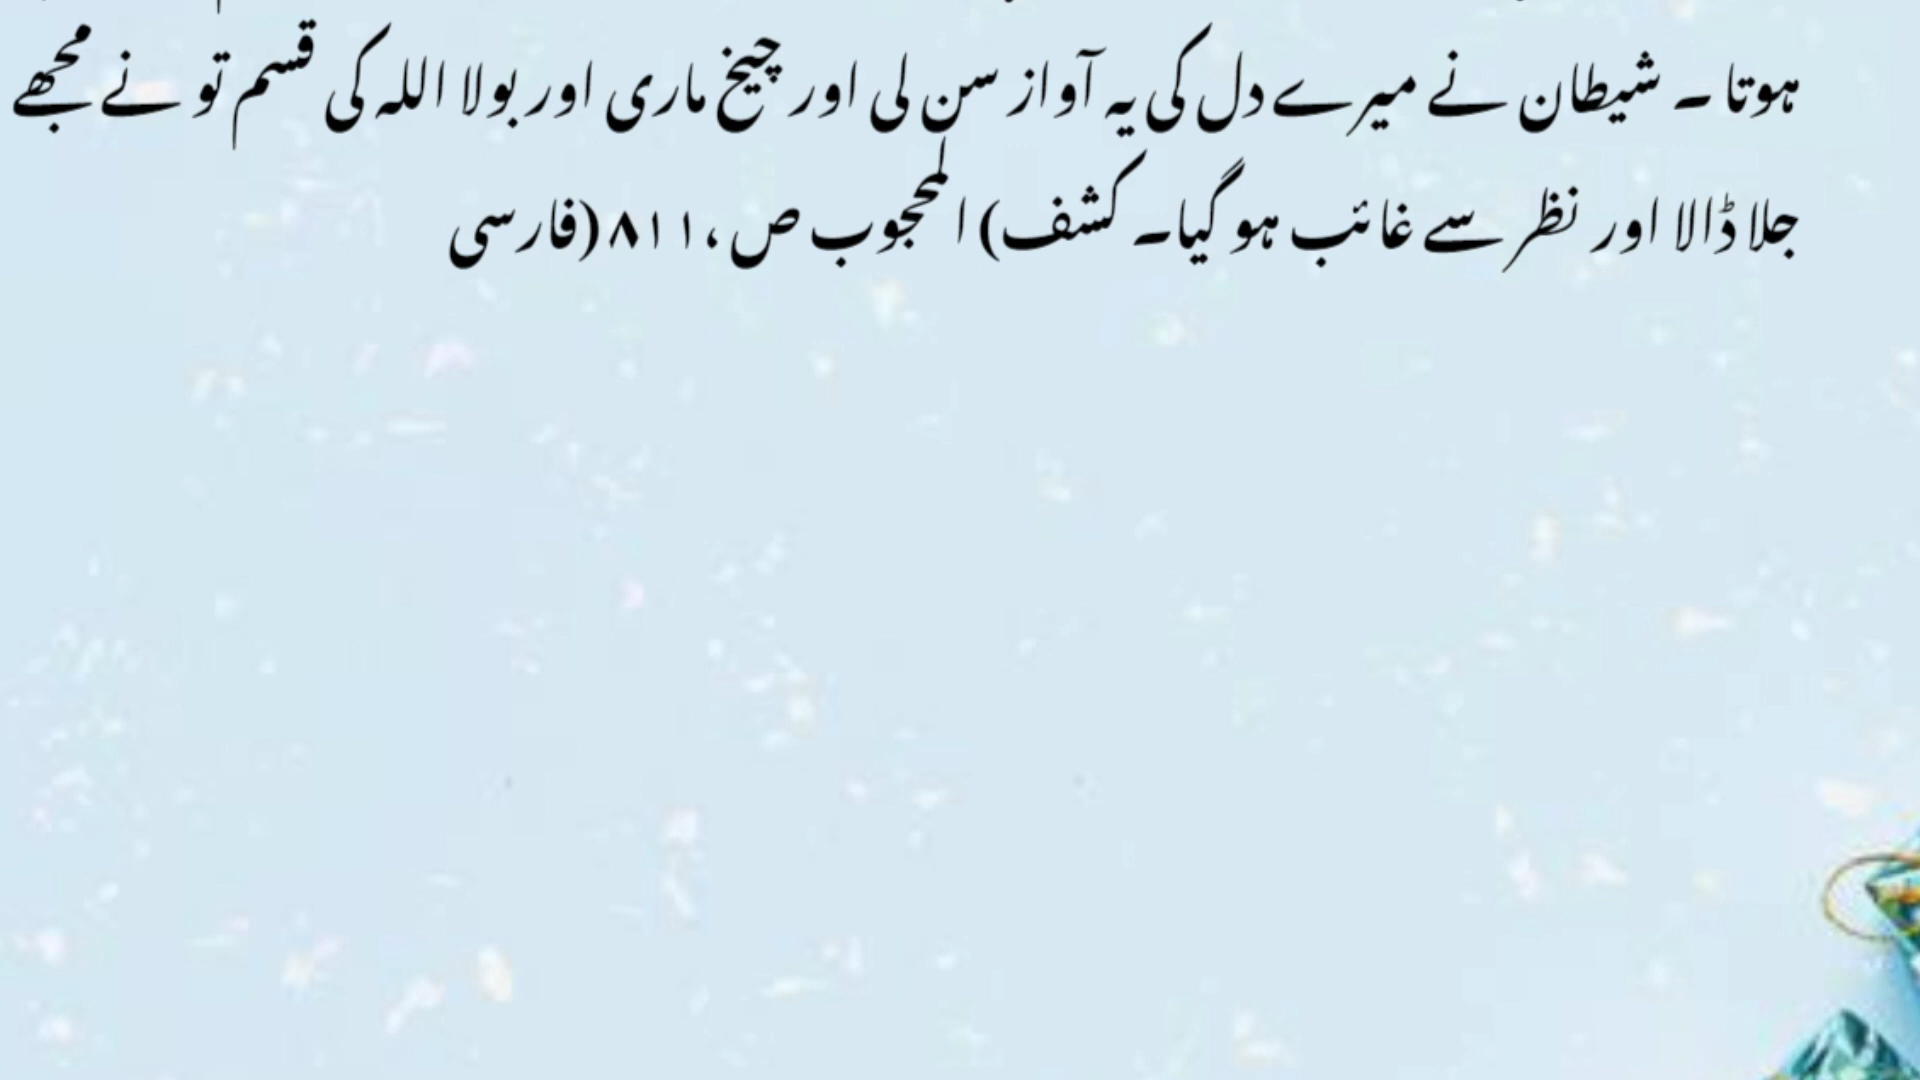 ہوتا ۔ شیطان نے میرے دل کی یہ آواز سن لی اور چیخ ماری اور بولا اللہ کی قسم تو نے مجھے
جلا ڈالا اور نظر سے غائب ہو گیا۔ کشف) المحجوب ص ،۸۱۱ (فارسی